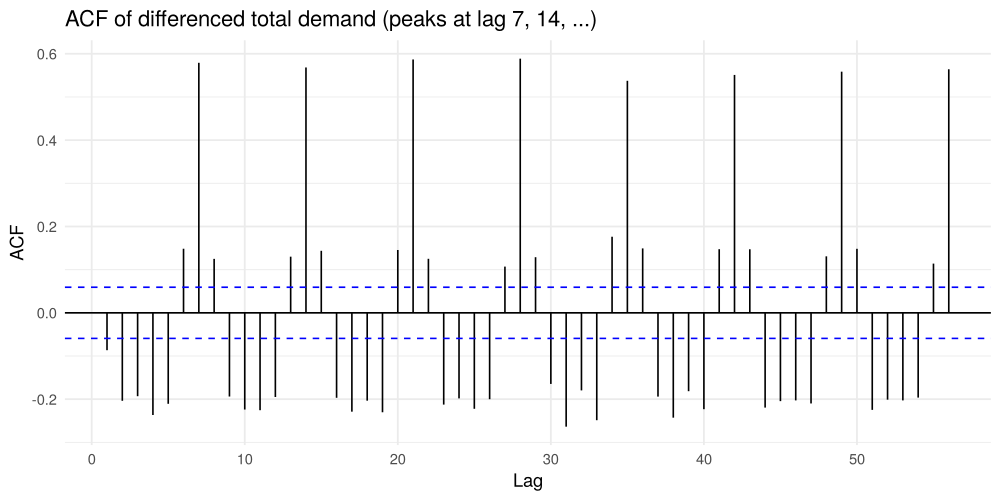 ACF of differenced total demand (peaks at lag 7, 14, ...)
0.6
0.4
0.2
0.0
-0.2
ACF
0 10 20 30 40 50
Lag